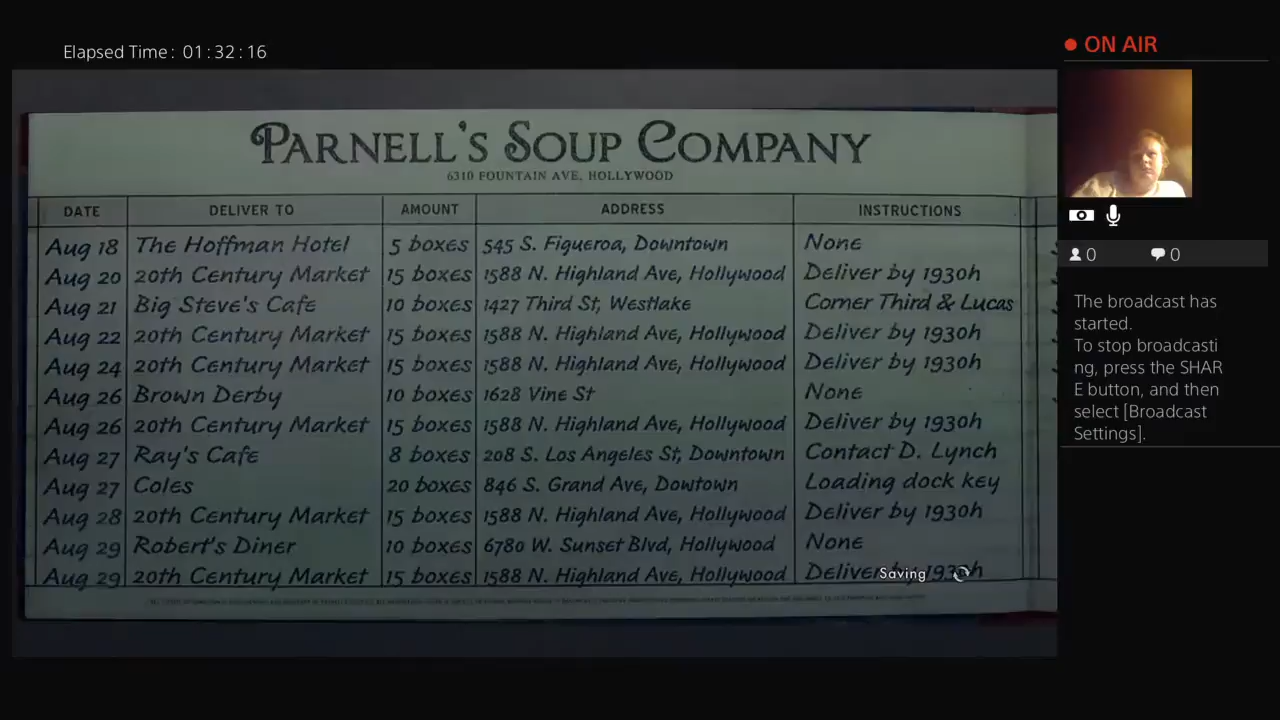 Elapsed Time: 01:32:16
ON AIR
PARNELL'S SOUP COMPANY
6310 FOUNTAIN AVE, HOLLYWOOD
DATE DELIVER TO AMOUNT ADDRESS INSTRUCTIONS
Aug 18 The Hoffman Hotel 5 boxes 545 S. Figueroa, Downtown None
Aug 20 20th Century Market 15 boxes 1588 N. Highland Ave, Hollywood Deliver by 1930h
Aug 21 Big Steve's Cafe 10 boxes 1427 Third St, Westlake Corner Third & Lucas
Aug 22 20th Century Market 15 boxes 1588 N. Highland Ave, Hollywood Deliver by 1930h
Aug 24 20th Century Market 15 boxes 1588 N. Highland Ave, Hollywood Deliver by 1930h
Aug 26 Brown Derby 10 boxes 1628 Vine St None
Aug 26 20th Century Market 15 boxes 1588 N. Highland Ave, Hollywood Deliver by 1930h
Aug 27 Ray's Cafe 8 boxes 208 S. Los Angeles St, Downtown Contact D. Lynch
Aug 27 Coles 20 boxes 846 S. Grand Ave, Dowtown Loading dock key
Aug 28 20th Century Market 15 boxes 1588 N. Highland Ave, Hollywood Deliver by 1930h
Aug 29 Robert's Diner 10 boxes 6780 W. Sunset Blvd, Hollywood None
Aug 29 20th Century Market 15 boxes 1588 N. Highland Ave, Hollywood Deliver by 1930h
Saving
0 0
The broadcast has
started.
To stop broadcasti
ng, press the SHAR
E button, and then
select [Broadcast
Settings].